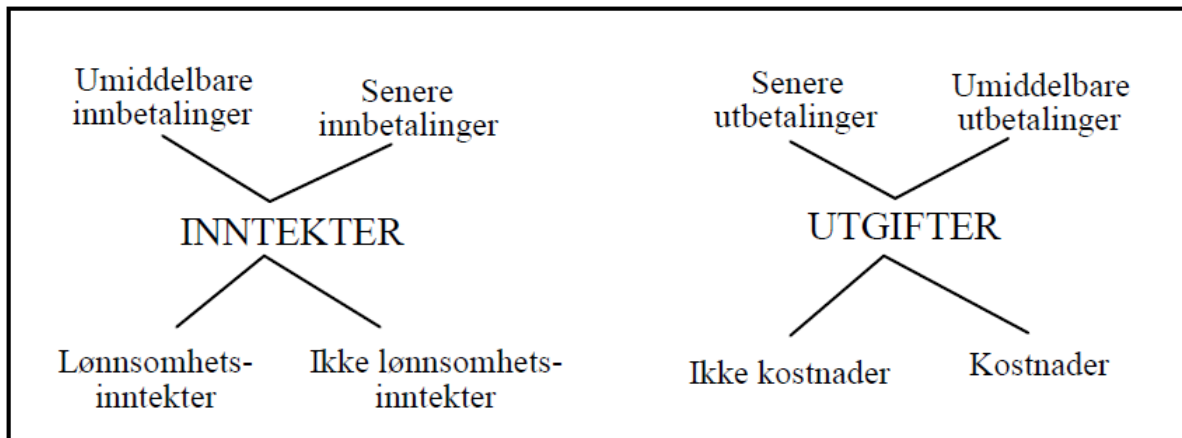 Umiddelbare
innbetalinger
Senere
innbetalinger
INNTEKTER
Lønnsomhets-
inntekter
Ikke lønnsomhets-
inntekter
Senere
utbetalinger
Umiddelbare
utbetalinger
UTGIFTER
Ikke kostnader
Kostnader